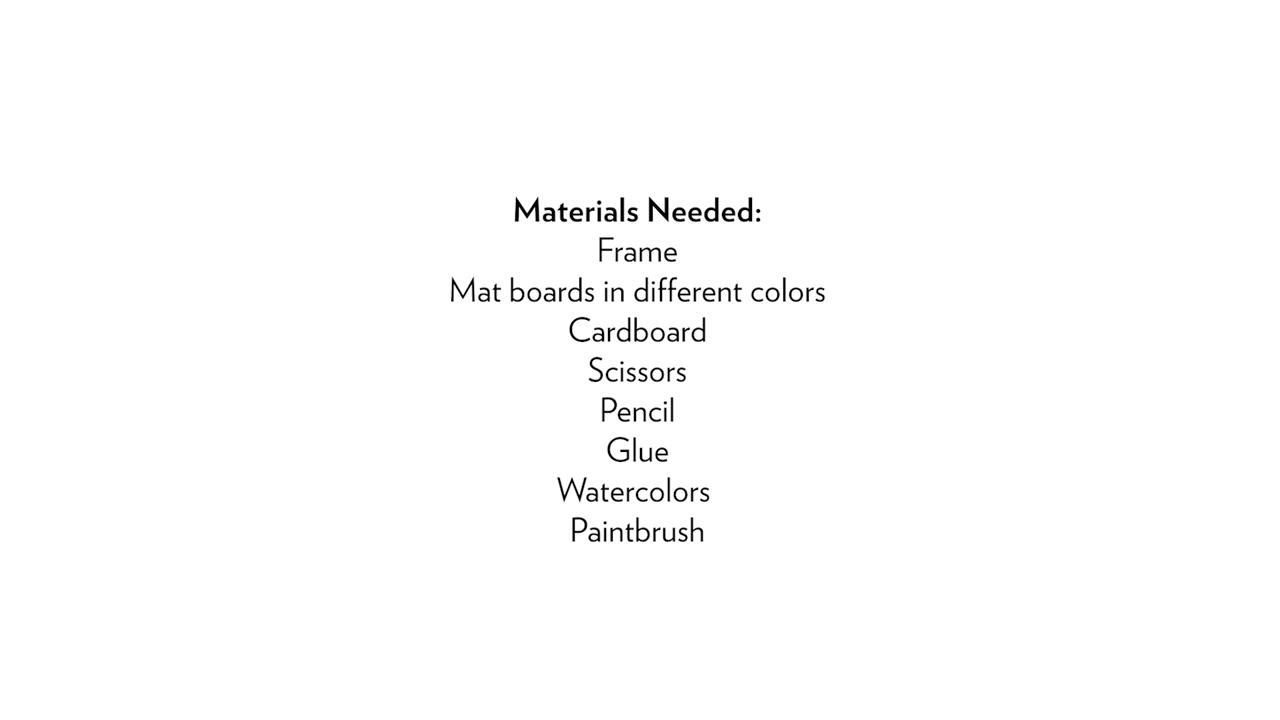 Materials Needed:
Frame
Mat boards in different colors
Cardboard
Scissors
Pencil
Glue
Watercolors
Paintbrush